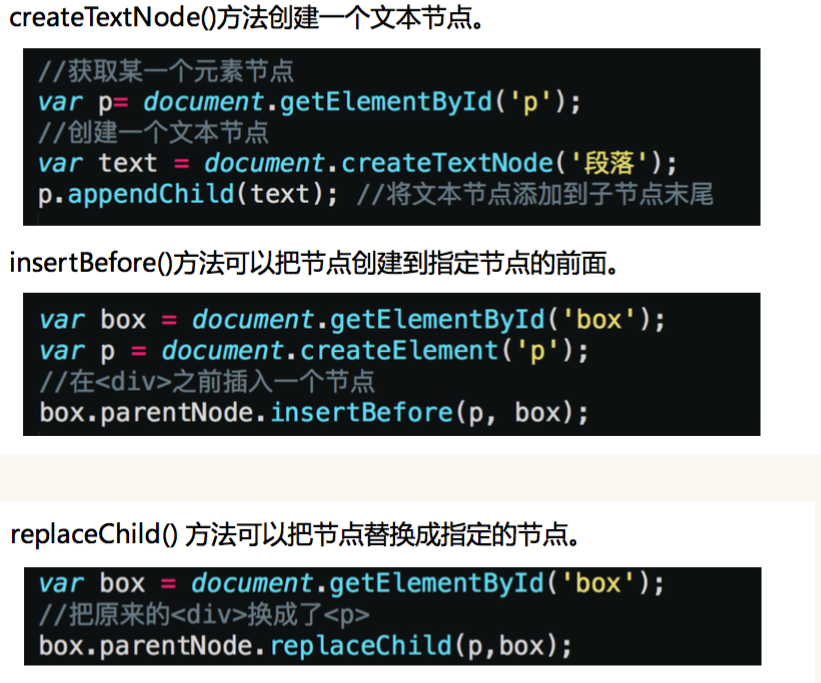 createTextNode()方法创建一个文本节点。
//获取某一个元素节点
var p= document.getElementById('p');
//创建一个文本节点
var text = document.createTextNode('段落');
p.appendChild(text); //将文本节点添加到子节点末尾
insertBefore()方法可以把节点创建到指定节点的前面。
var box = document.getElementById('box');
var p = document.createElement('p');
//在<div>之前插入一个节点
box.parentNode.insertBefore(p, box);
replaceChild() 方法可以把节点替换成指定的节点。
var box = document.getElementById('box');
//把原来的<div>换成了<p>
box.parentNode.replaceChild(p,box);